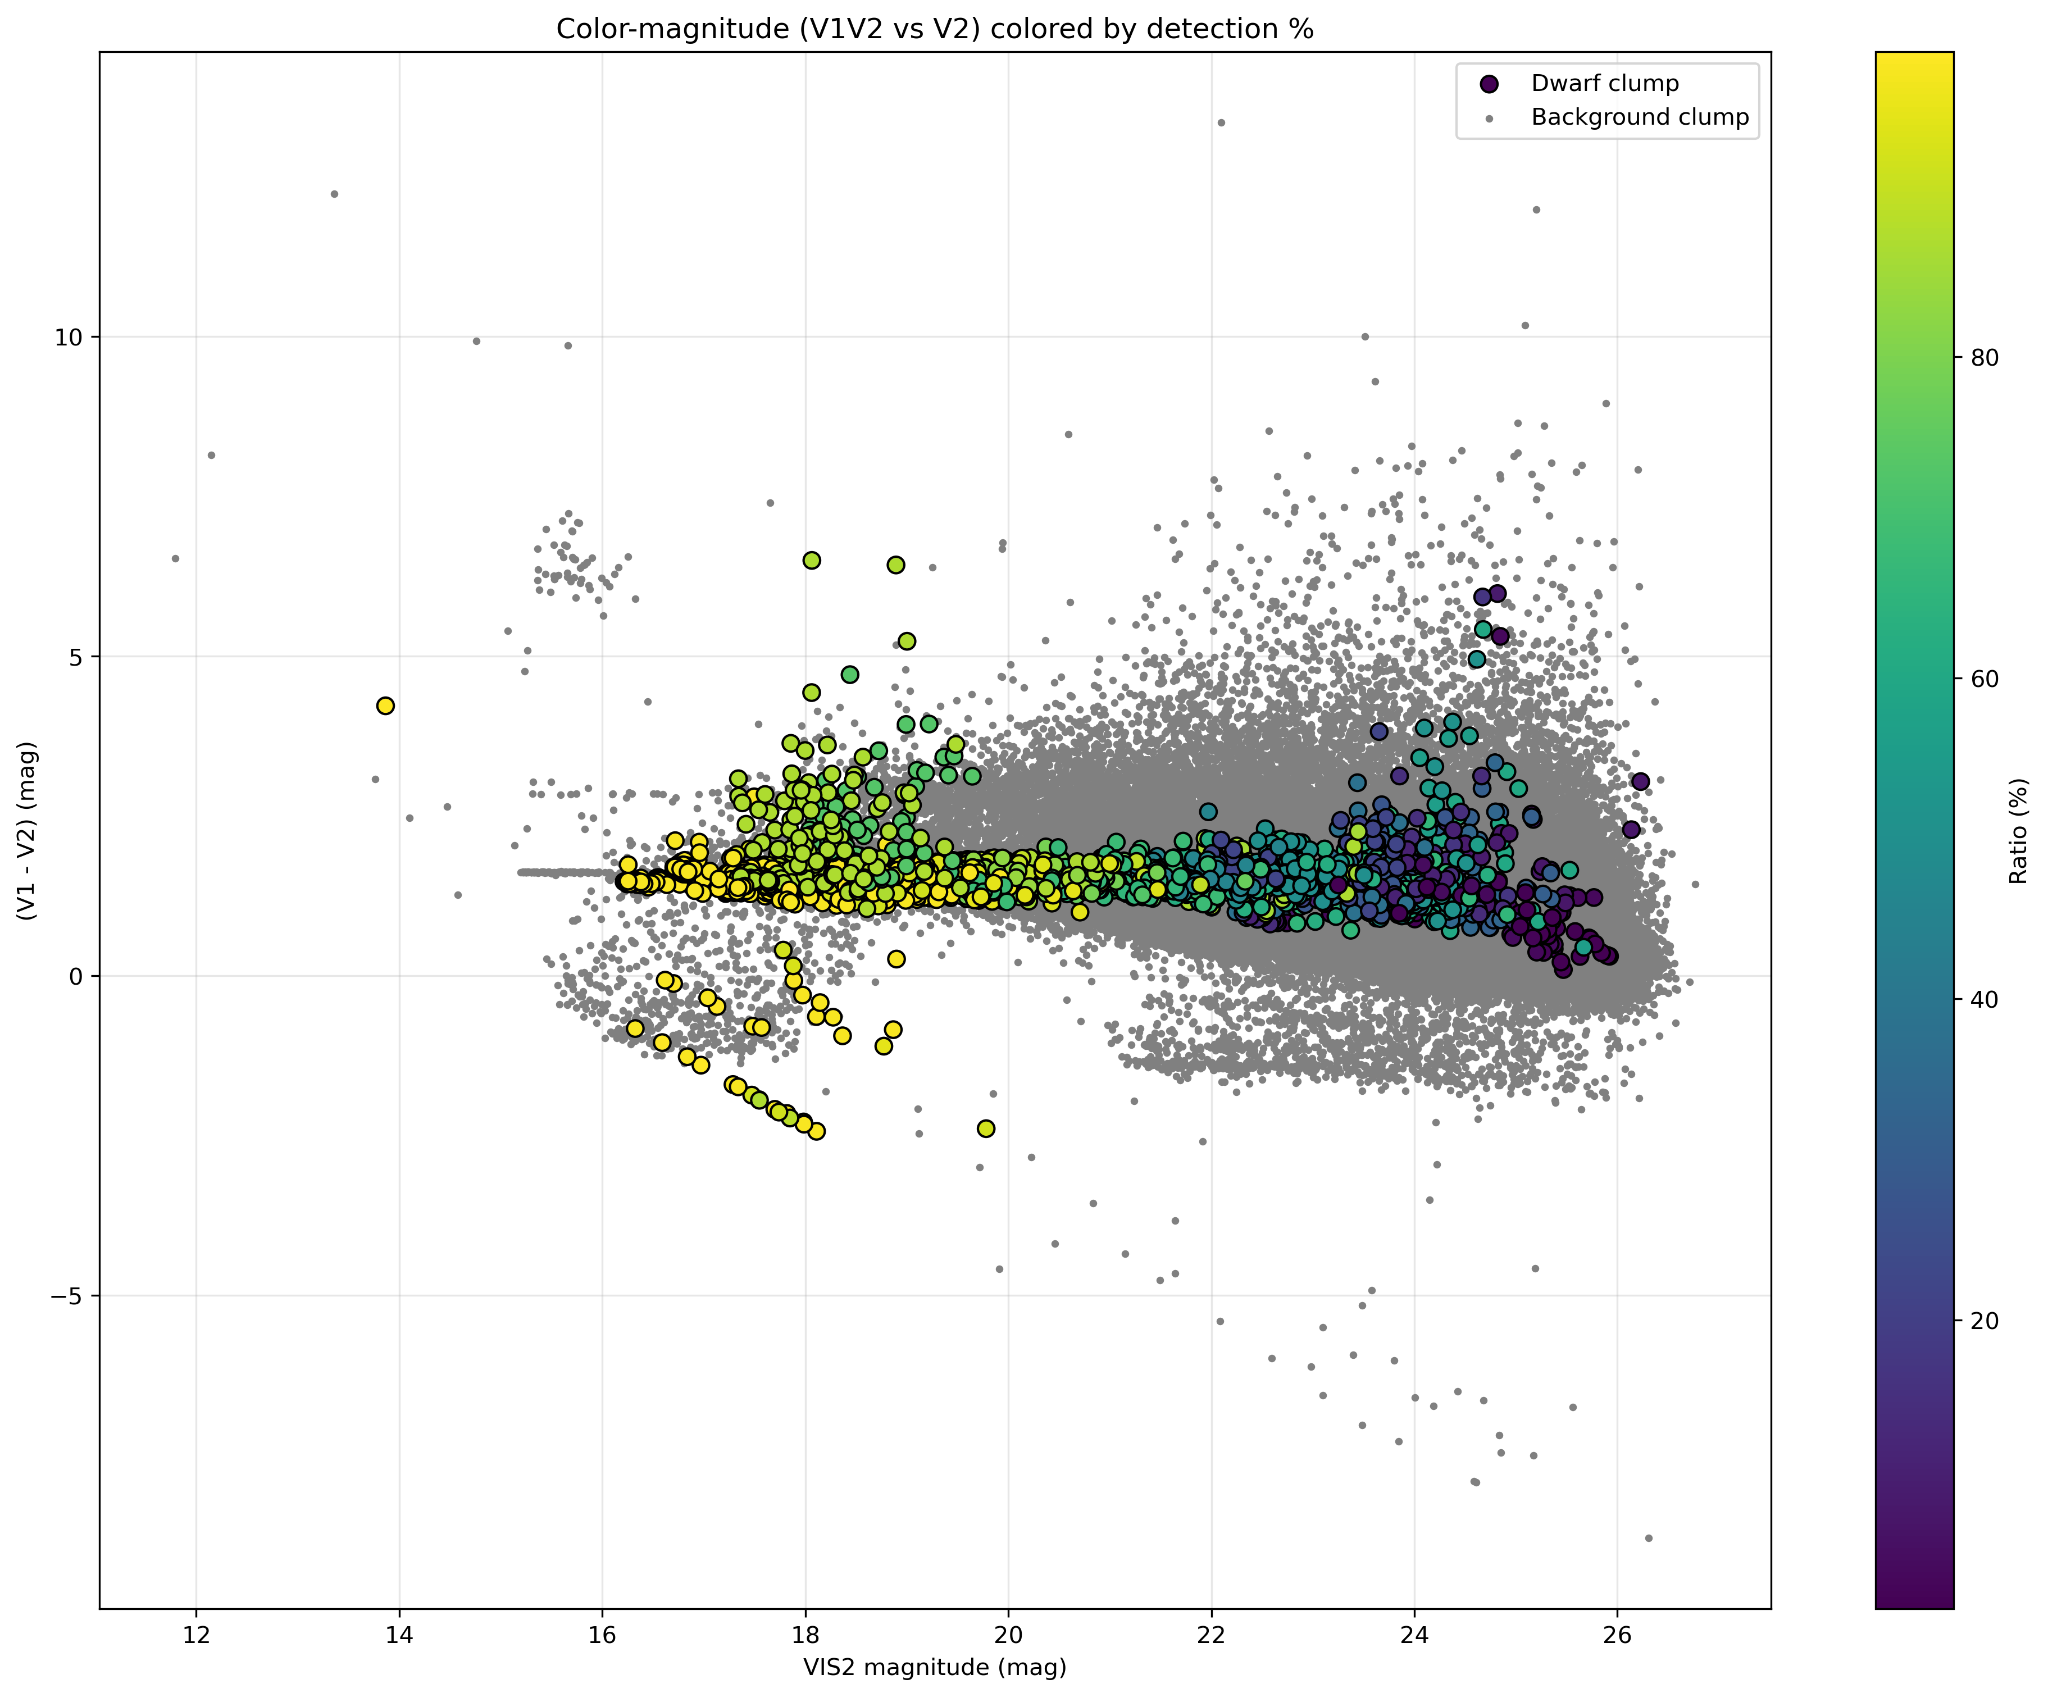 Color-magnitude (V1V2 vs V2) colored by detection %
Dwarf clump
Background clump
10
5
0
−5
(V1 - V2) (mag)
12
14
16
18
20
22
24
26
VIS2 magnitude (mag)
80
60
40
20
Ratio (%)